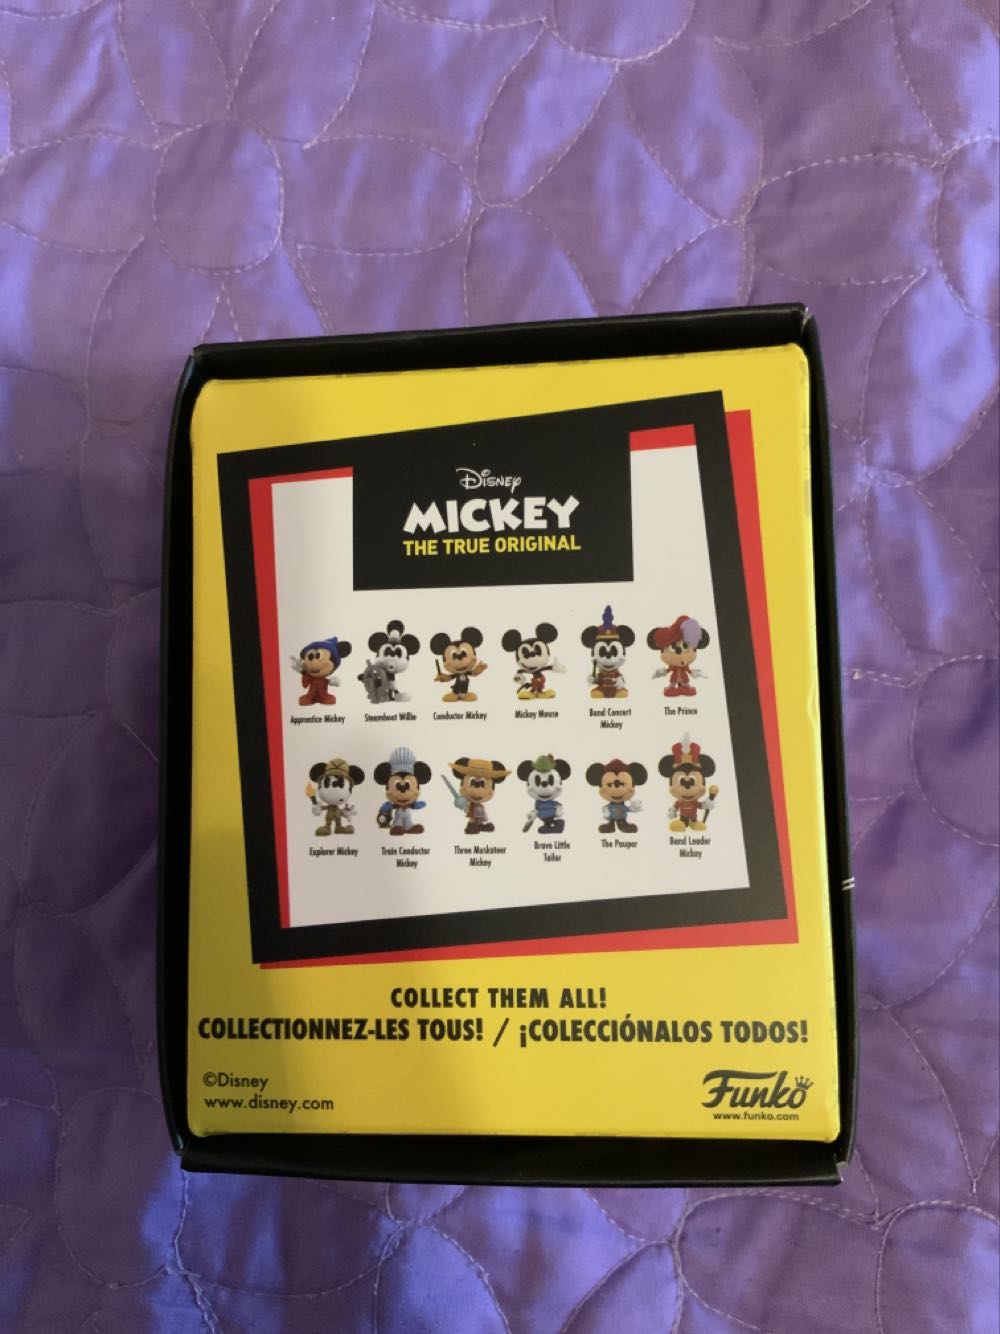 Disney
MICKEY
THE TRUE ORIGINAL
Apprentice Mickey
Steamboat Willie
Conductor Mickey
Mickey Mouse
Band Concert
Mickey
The Prince
Explorer Mickey
Train Conductor
Mickey
Three Musketeer
Mickey
Brave Little
Tailor
The Pauper
Band Leader
Mickey
COLLECT THEM ALL!
COLLECTIONNEZ-LES TOUS! / ¡COLECCIÓNALOS TODOS!
©Disney
www.disney.com
Funko
www.funko.com